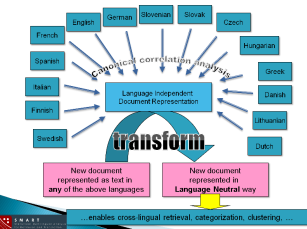 English
German
Slovenian
Slovak
Czech
French
Hungarian
Spanish
Canonical correlation analysis
Greek
Italian
Language Independent
Document Representation
Danish
Finnish
Lithuanian
Swedish
Dutch
transform
New document
represented as text in
any of the above languages
New document
represented in
Language Neutral way
SMART
…enables cross-lingual retrieval, categorization, clustering, …